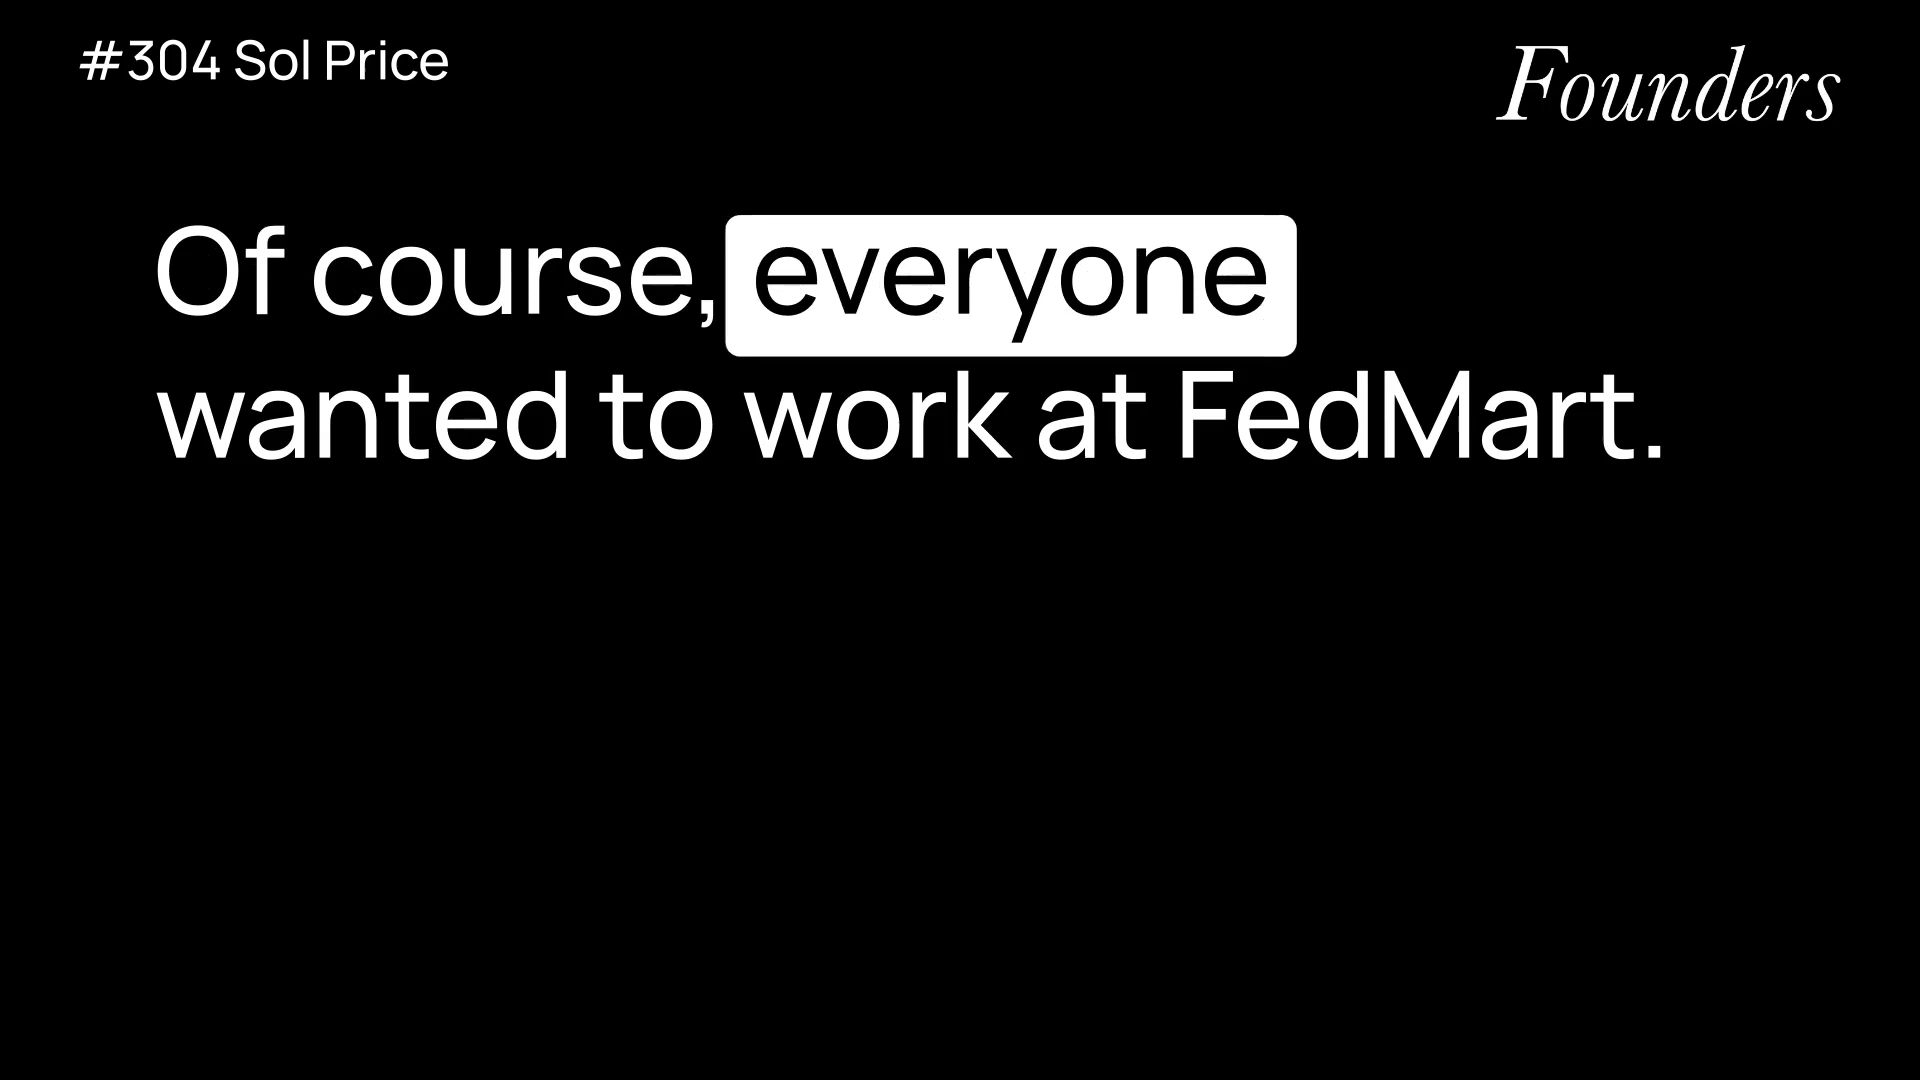 #304 Sol Price
Founders
Of course, everyone
wanted to work at FedMart.